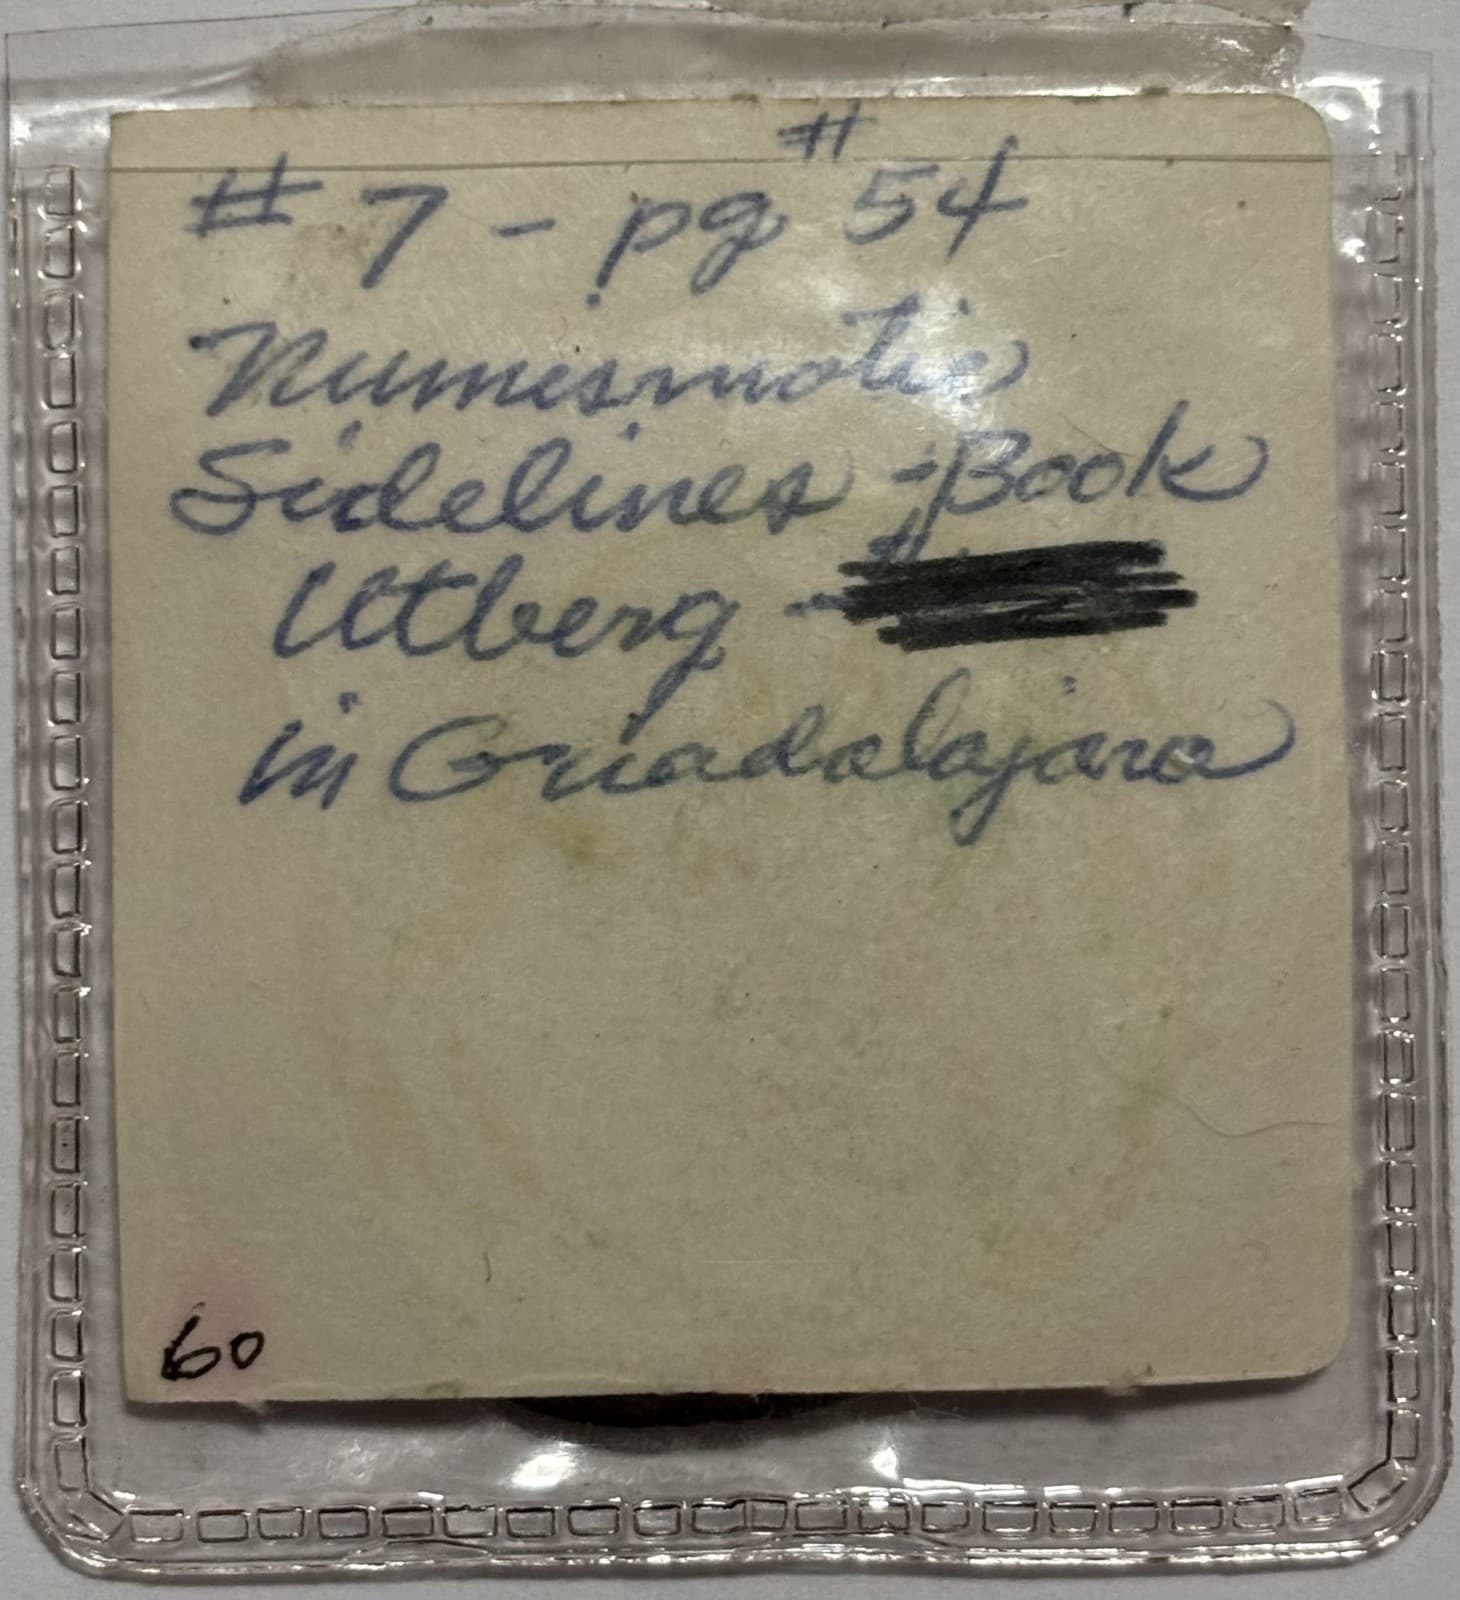 # 7 - pg # 54
Numismatic
Sidelines - Book
Utberg -
in Guadalajara
60